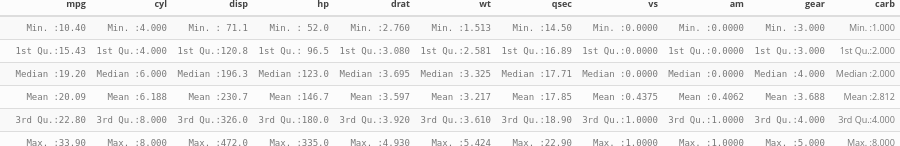 mpg cyl disp hp drat wt qsec vs am gear carb
Min. :10.40 Min. :4.000 Min. : 71.1 Min. : 52.0 Min. :2.760 Min. :1.513 Min. :14.50 Min. :0.0000 Min. :0.0000 Min. :3.000 Min. :1.000
1st Qu.:15.43 1st Qu.:4.000 1st Qu.:120.8 1st Qu.: 96.5 1st Qu.:3.080 1st Qu.:2.581 1st Qu.:16.89 1st Qu.:0.0000 1st Qu.:0.0000 1st Qu.:3.000 1st Qu.:2.000
Median :19.20 Median :6.000 Median :196.3 Median :123.0 Median :3.695 Median :3.325 Median :17.71 Median :0.0000 Median :0.0000 Median :4.000 Median :2.000
Mean :20.09 Mean :6.188 Mean :230.7 Mean :146.7 Mean :3.597 Mean :3.217 Mean :17.85 Mean :0.4375 Mean :0.4062 Mean :3.688 Mean :2.812
3rd Qu.:22.80 3rd Qu.:8.000 3rd Qu.:326.0 3rd Qu.:180.0 3rd Qu.:3.920 3rd Qu.:3.610 3rd Qu.:18.90 3rd Qu.:1.0000 3rd Qu.:1.0000 3rd Qu.:4.000 3rd Qu.:4.000
Max. :33.90 Max. :8.000 Max. :472.0 Max. :335.0 Max. :4.930 Max. :5.424 Max. :22.90 Max. :1.0000 Max. :1.0000 Max. :5.000 Max. :8.000